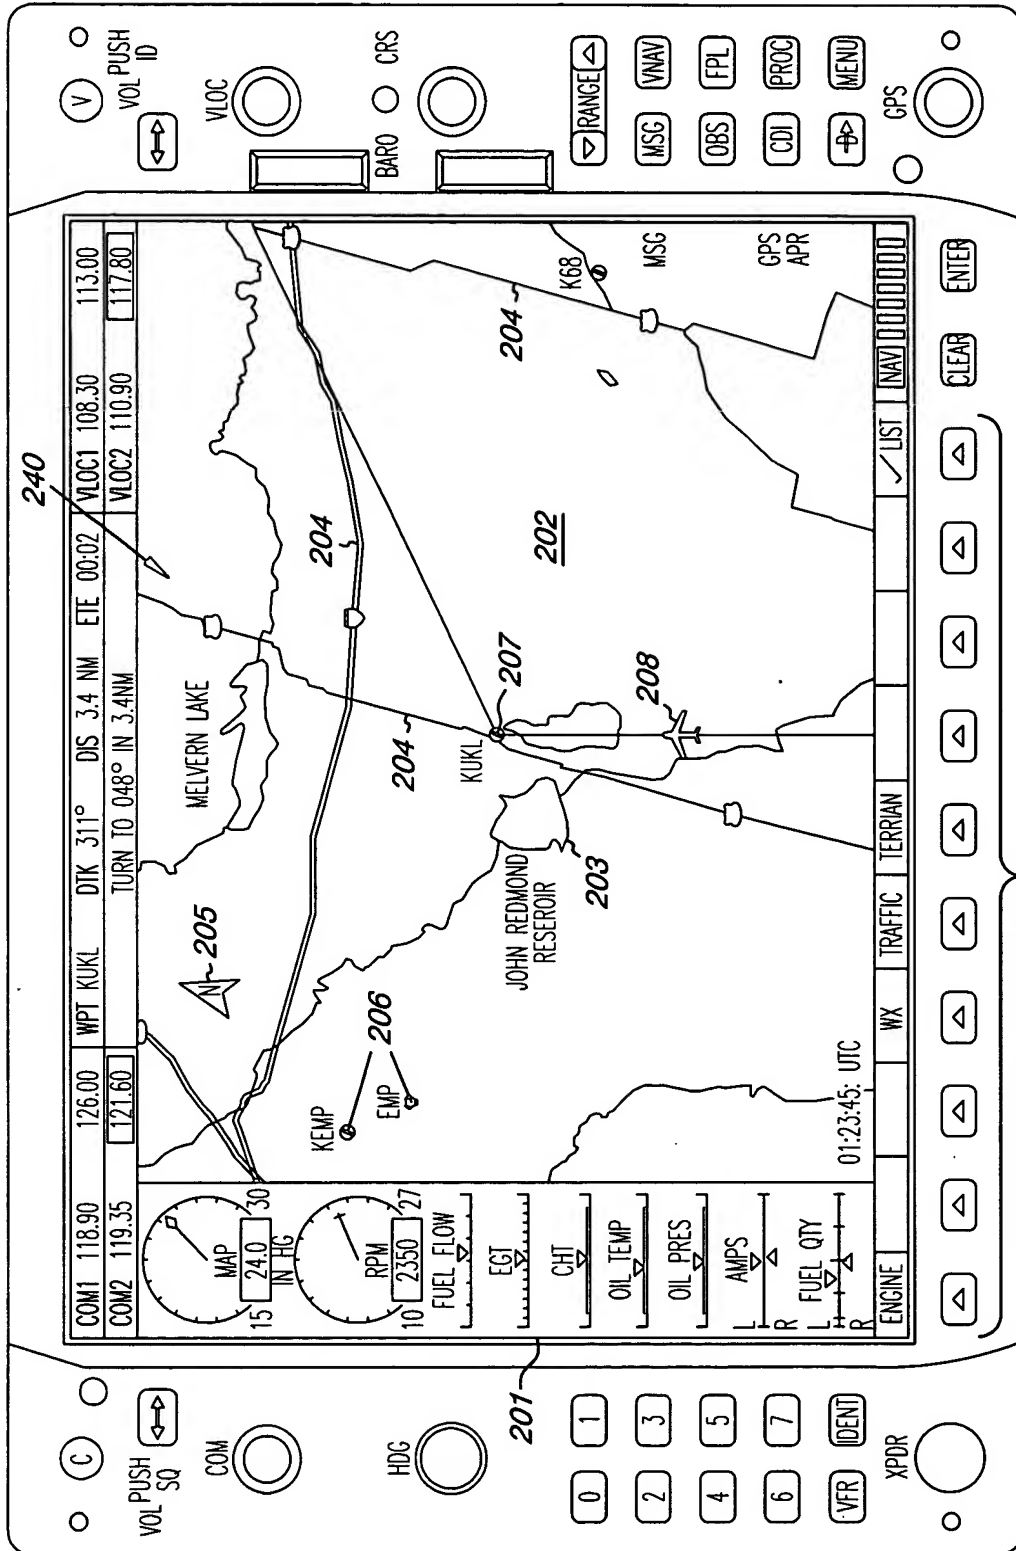 240
COM1 118.90 126.00 WPT KUKL DTK 311° DIS 3.4 NM ETE 00:02 VLOC1 108.30 113.00
COM2 119.35 121.60 TURN TO 048° IN 3.4NM VLOC2 110.90 117.80
C
VOL PUSH
SQ
COM
HDG
201
0 1
2 3
4 5
6 7
VFR IDENT
XPDR
MAP
15 24.0 30
IN HG
RPM
10 2350 27
FUEL FLOW
EGT
CHT
OIL TEMP
OIL PRES
AMPS
L
R
FUEL QTY
L
R
N
205
MELVERN LAKE
204
KEMP
206
EMP
204
KUKL
207
202
JOHN REDMOND
RESEROIR
203
208
204
K68
MSG
GPS
APR
01:23:45: UTC
ENGINE WX TRAFFIC TERRIAN ✓ LIST NAV
CLEAR ENTER
V
VOL PUSH
ID
VLOC
BARO
CRS
RANGE
MSG VNAV
OBS FPL
CDI PROC
D MENU
GPS